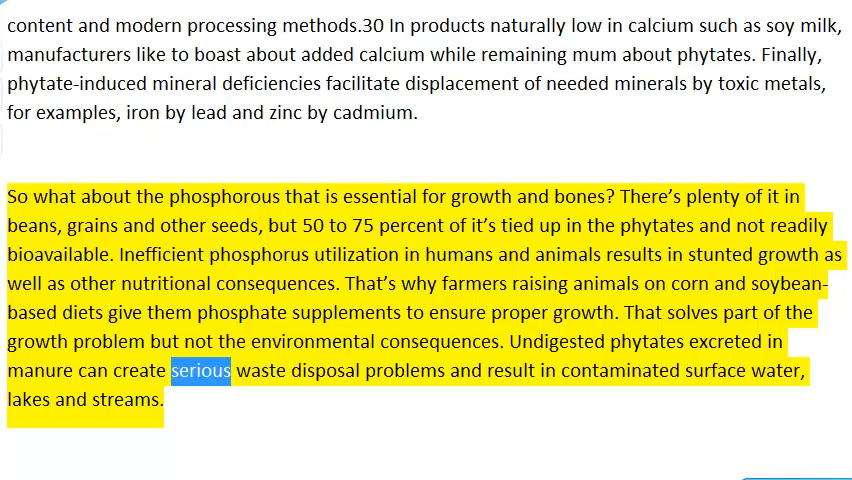 content and modern processing methods.30 In products naturally low in calcium such as soy milk,
manufacturers like to boast about added calcium while remaining mum about phytates. Finally,
phytate-induced mineral deficiencies facilitate displacement of needed minerals by toxic metals,
for examples, iron by lead and zinc by cadmium.
So what about the phosphorous that is essential for growth and bones? There’s plenty of it in
beans, grains and other seeds, but 50 to 75 percent of it’s tied up in the phytates and not readily
bioavailable. Inefficient phosphorus utilization in humans and animals results in stunted growth as
well as other nutritional consequences. That’s why farmers raising animals on corn and soybean-
based diets give them phosphate supplements to ensure proper growth. That solves part of the
growth problem but not the environmental consequences. Undigested phytates excreted in
manure can create serious waste disposal problems and result in contaminated surface water,
lakes and streams.